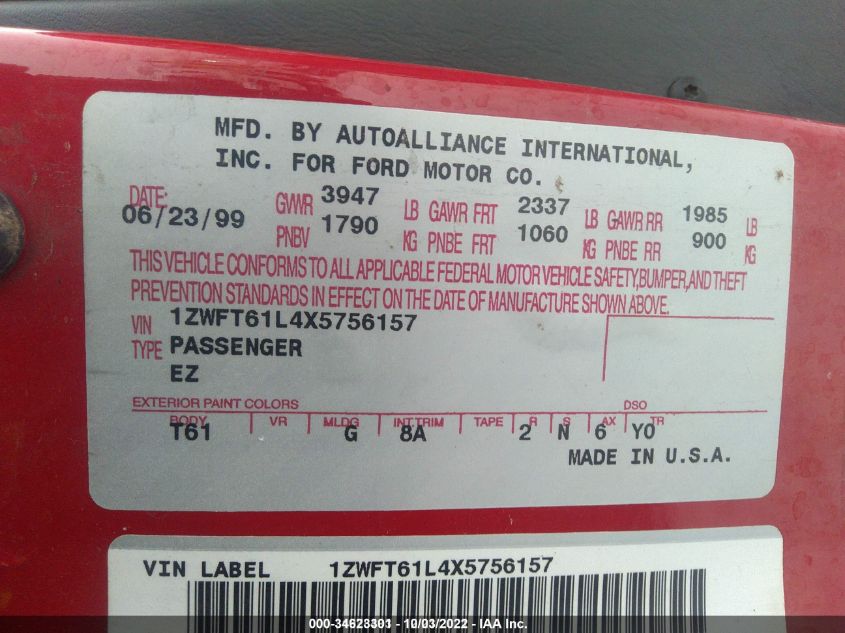 MFD. BY AUTOALLIANCE INTERNATIONAL,
INC. FOR FORD MOTOR CO.
DATE: GVWR 3947 LB GAWR FRT 2337 LB GAWR RR 1985 LB
06/23/99 PNBV 1790 KG PNBE FRT 1060 KG PNBE RR 900 KG
THIS VEHICLE CONFORMS TO ALL APPLICABLE FEDERAL MOTOR VEHICLE SAFETY,BUMPER,AND THEFT
PREVENTION STANDARDS IN EFFECT ON THE DATE OF MANUFACTURE SHOWN ABOVE.
VIN 1ZWFT61L4X5756157
TYPE PASSENGER
EZ
EXTERIOR PAINT COLORS DSO
BODY VR MLDG INT.TRIM TAPE R S AX TR
T61 G 8A 2 N 6 Y0
MADE IN U.S.A.
VIN LABEL 1ZWFT61L4X5756157
000-34623301 - 10/03/2022 - IAA Inc.